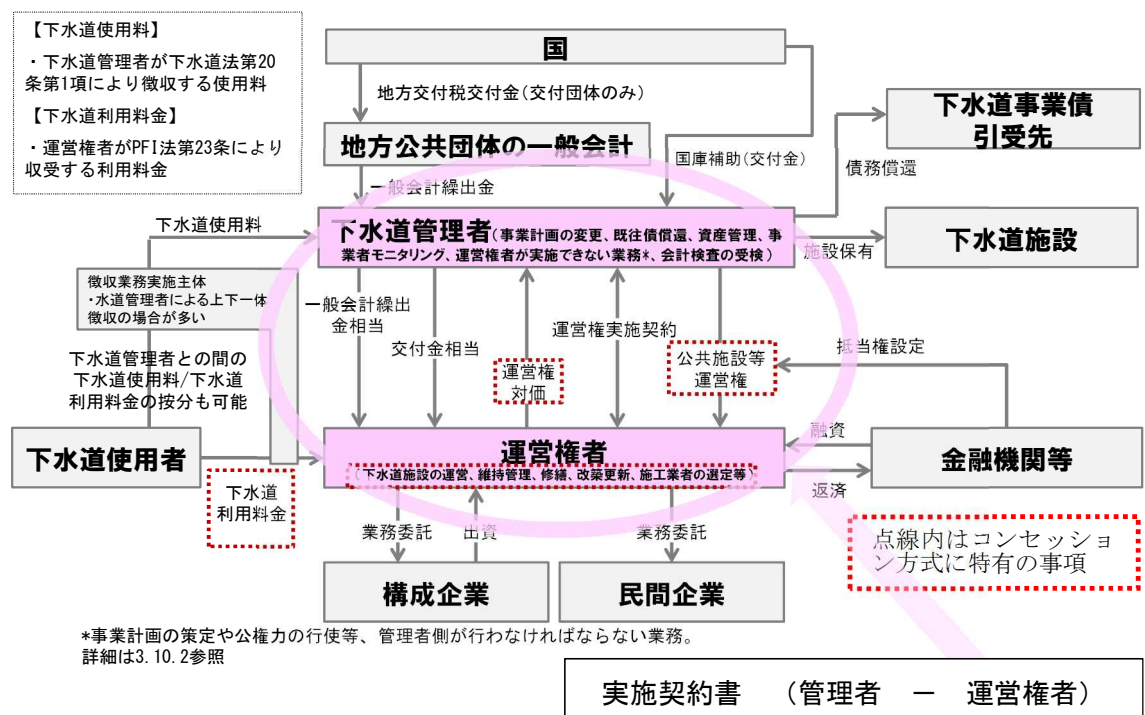 【下水道使用料】
・下水道管理者が下水道法第20
条第1項により徴収する使用料
【下水道利用料金】
・運営権者がPFI法第23条により
収受する利用料金
国
地方交付税交付金(交付団体のみ)
地方公共団体の一般会計
国庫補助(交付金)
下水道事業債
引受先
債務償還
一般会計繰出金
下水道使用料
下水道管理者(事業計画の変更、既往債償還、資産管理、事
業者モニタリング、運営権者が実施できない業務*、会計検査の受検)
施設保有
下水道施設
徴収業務実施主体
・水道管理者による上下一体
徴収の場合が多い
一般会計繰出
金相当
交付金相当
運営権
対価
運営権実施契約
公共施設等
運営権
抵当権設定
下水道管理者との間の
下水道使用料/下水道
利用料金の按分も可能
下水道使用者
下水道
利用料金
運営権者
(下水道施設の運営、維持管理、修繕、改築更新、施工業者の選定等)
融資
返済
金融機関等
業務委託
出資
業務委託
構成企業
民間企業
点線内はコンセッショ
ン方式に特有の事項
*事業計画の策定や公権力の行使等、管理者側が行わなければならない業務。
詳細は3.10.2参照
実施契約書 (管理者 － 運営権者)